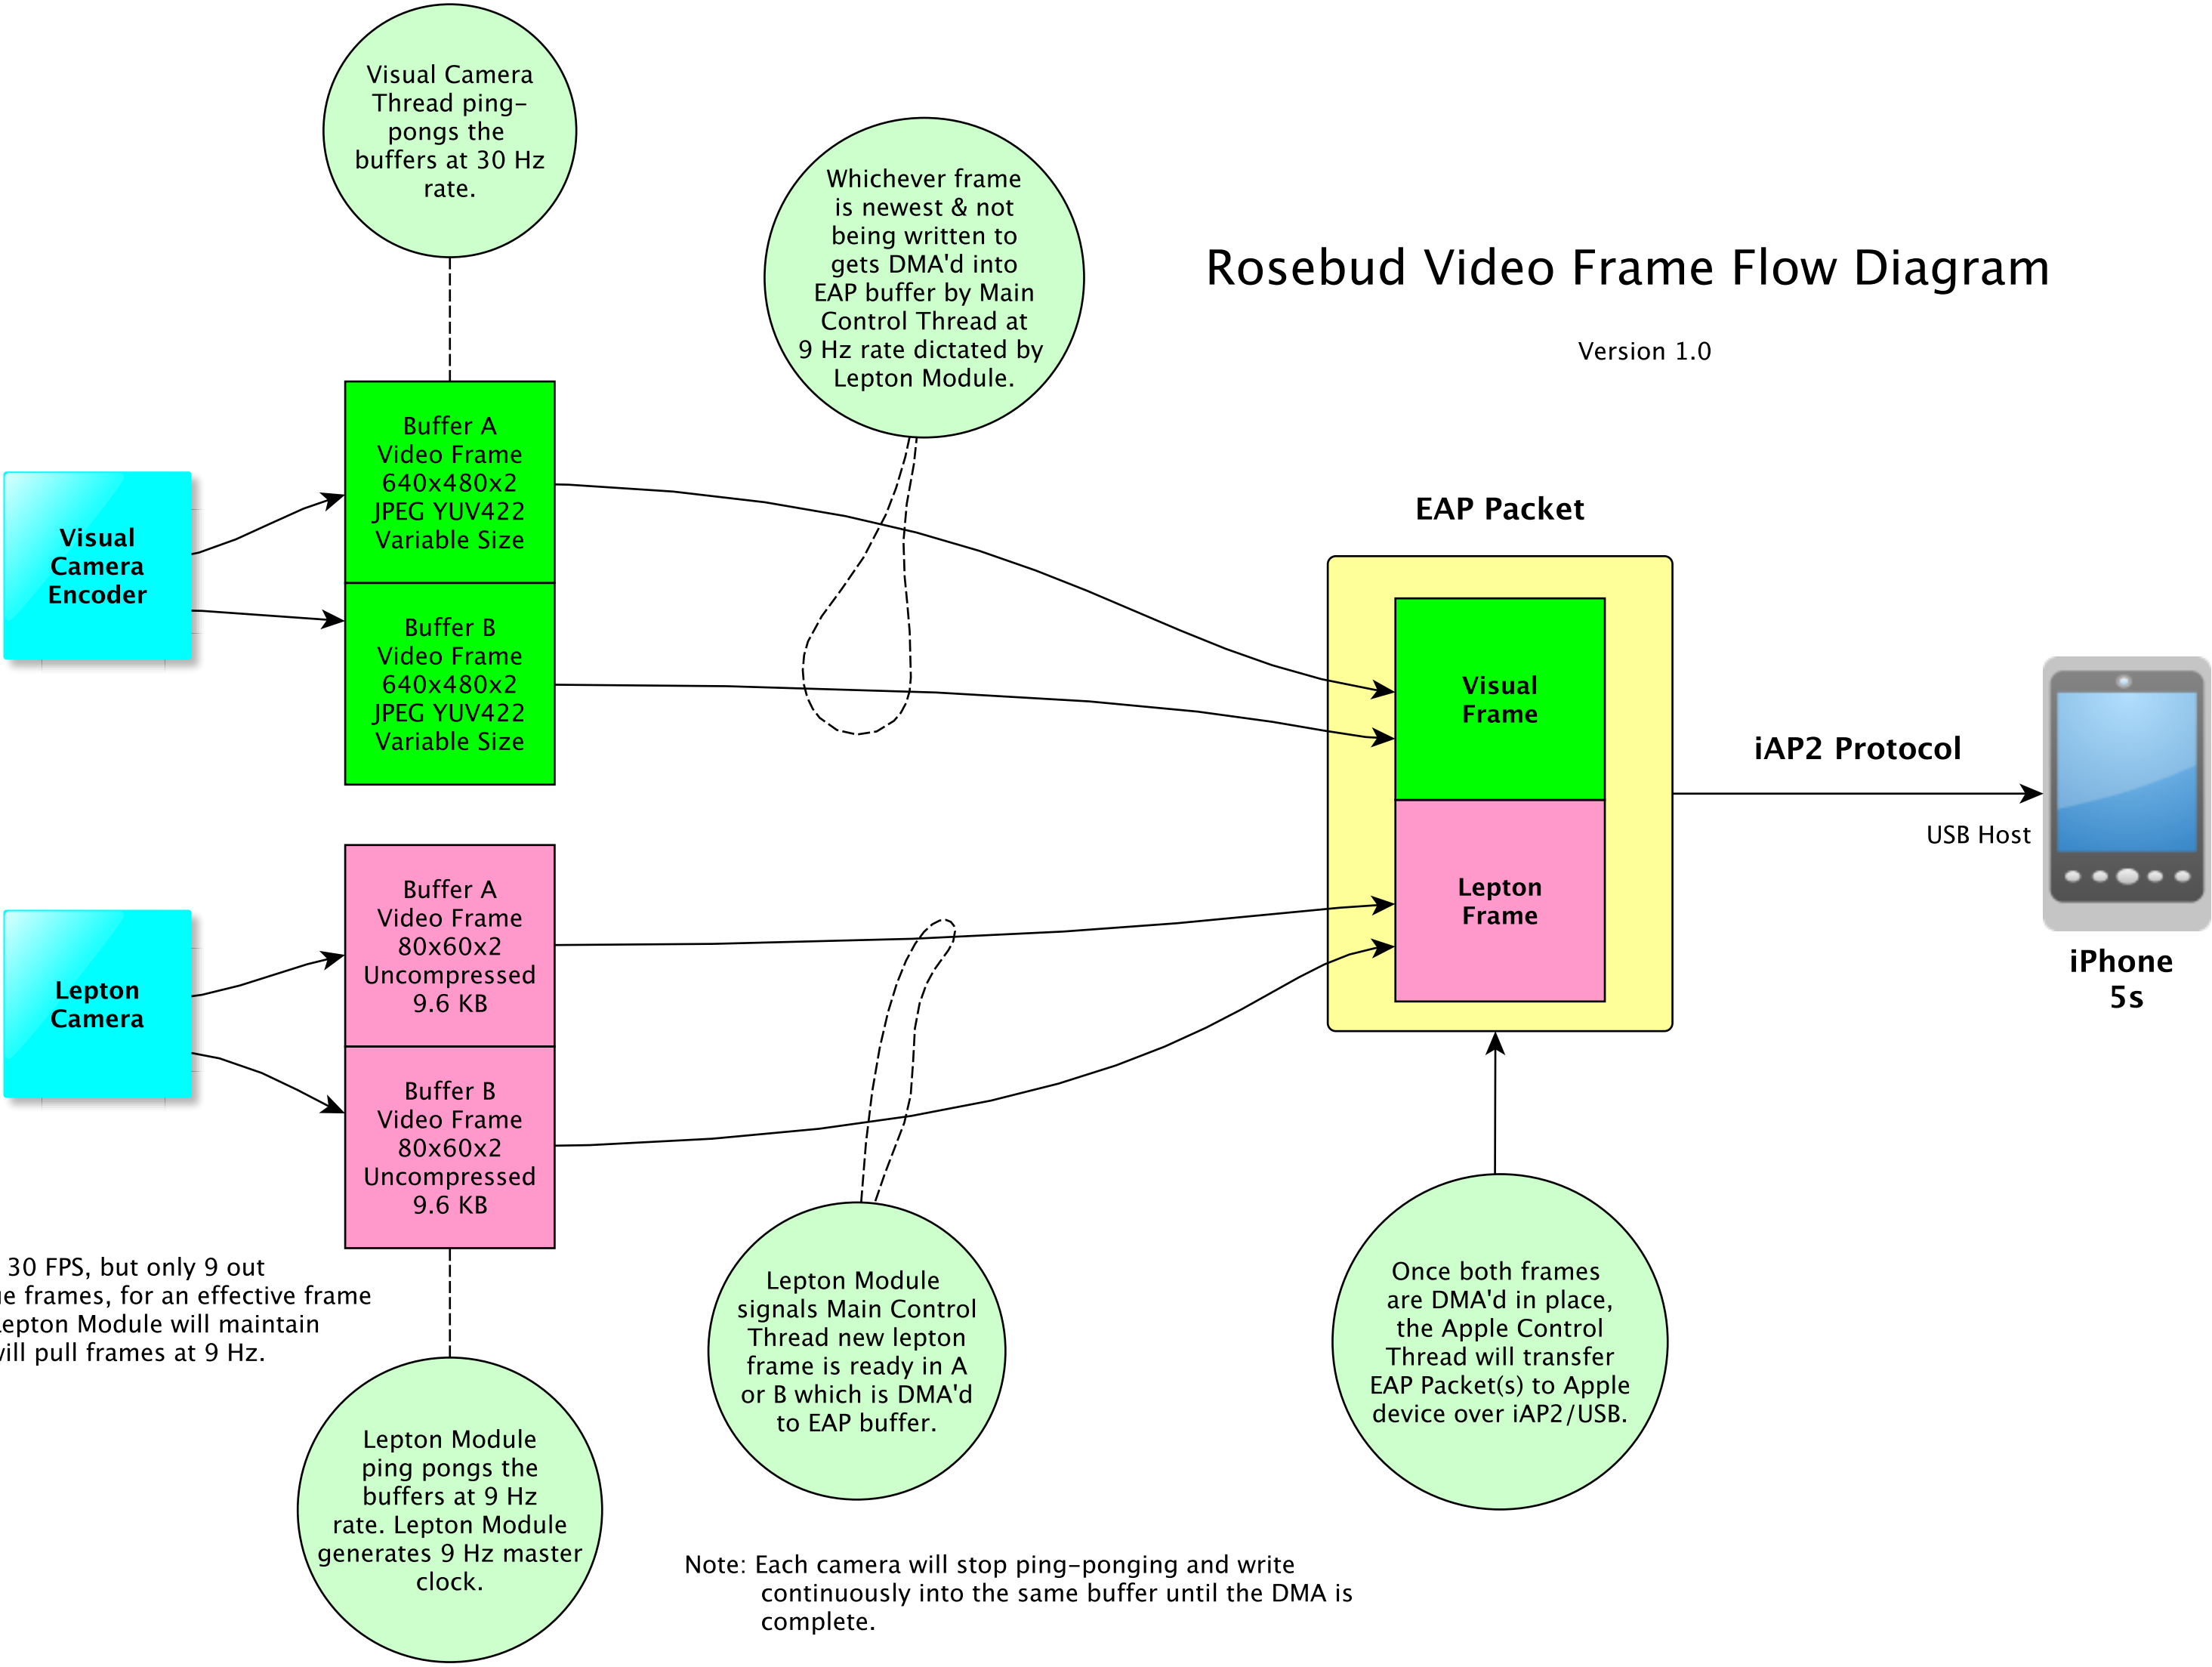 Visual Camera
Thread ping-
pongs the
buffers at 30 Hz
rate.
Whichever frame
is newest & not
being written to
gets DMA'd into
EAP buffer by Main
Control Thread at
9 Hz rate dictated by
Lepton Module.
Rosebud Video Frame Flow Diagram
Version 1.0
Visual
Camera
Encoder
Buffer A
Video Frame
640x480x2
JPEG YUV422
Variable Size
Buffer B
Video Frame
640x480x2
JPEG YUV422
Variable Size
EAP Packet
Visual
Frame
Lepton
Frame
iAP2 Protocol
USB Host
iPhone
5s
Lepton
Camera
Buffer A
Video Frame
80x60x2
Uncompressed
9.6 KB
Buffer B
Video Frame
80x60x2
Uncompressed
9.6 KB
30 FPS, but only 9 out
frames, for an effective frame
Lepton Module will maintain
will pull frames at 9 Hz.
Lepton Module
ping pongs the
buffers at 9 Hz
rate. Lepton Module
generates 9 Hz master
clock.
Lepton Module
signals Main Control
Thread new lepton
frame is ready in A
or B which is DMA'd
to EAP buffer.
Once both frames
are DMA'd in place,
the Apple Control
Thread will transfer
EAP Packet(s) to Apple
device over iAP2/USB.
Note: Each camera will stop ping-ponging and write
continuously into the same buffer until the DMA is
complete.